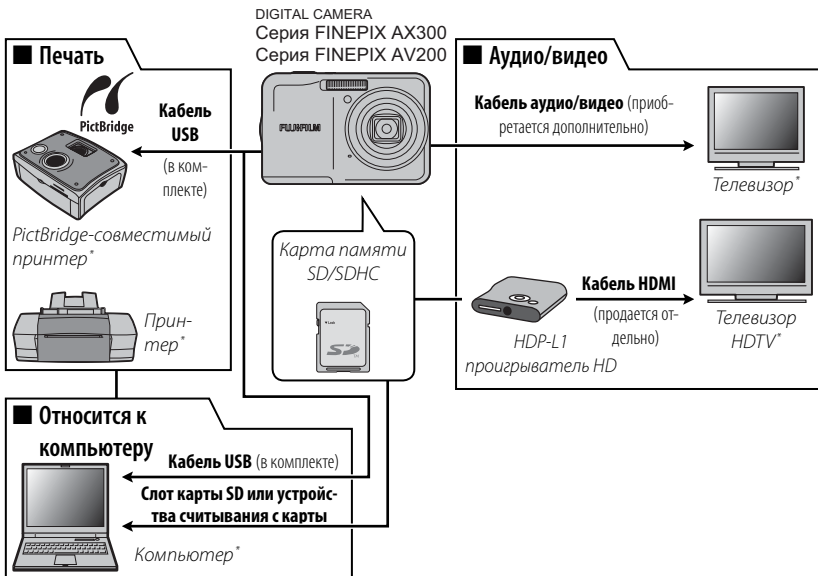 DIGITAL CAMERA
Серия FINEPIX AX300
Серия FINEPIX AV200
■ Печать
PictBridge
Кабель
USB
(в ком-
плекте)
PictBridge-совместимый
принтер*
Прин-
тер*
FUJIFILM
Карта памяти
SD/SDHC
Lock
SD
HC
■ Аудио/видео
Кабель аудио/видео (приоб-
ретается дополнительно)
Телевизор*
Кабель HDMI
(продается от-
дельно)
HDP-L1
проигрыватель HD
Телевизор
HDTV*
■ Относится к
компьютеру
Кабель USB (в комплекте)
Слот карты SD или устройс-
тва считывания с карты
Компьютер*